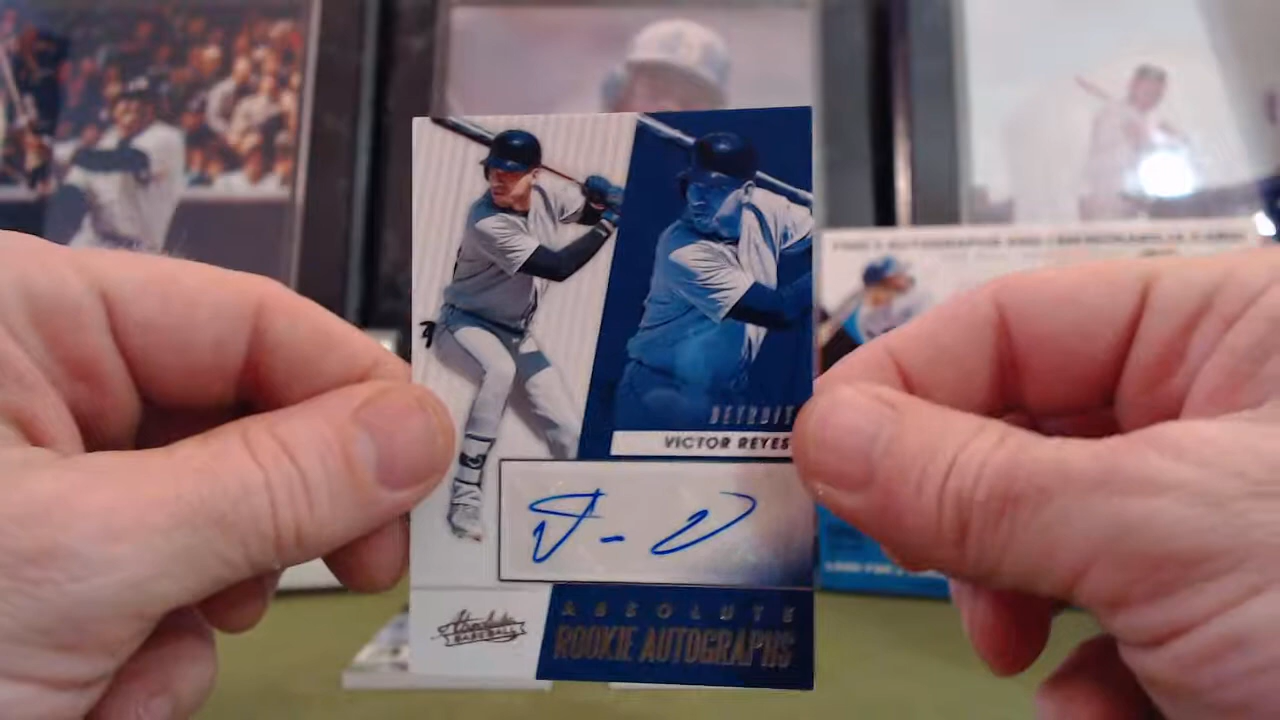 DETROIT
VICTOR REYES
Absolute
BASEBALL
ABSOLUTE
ROOKIE AUTOGRAPHS